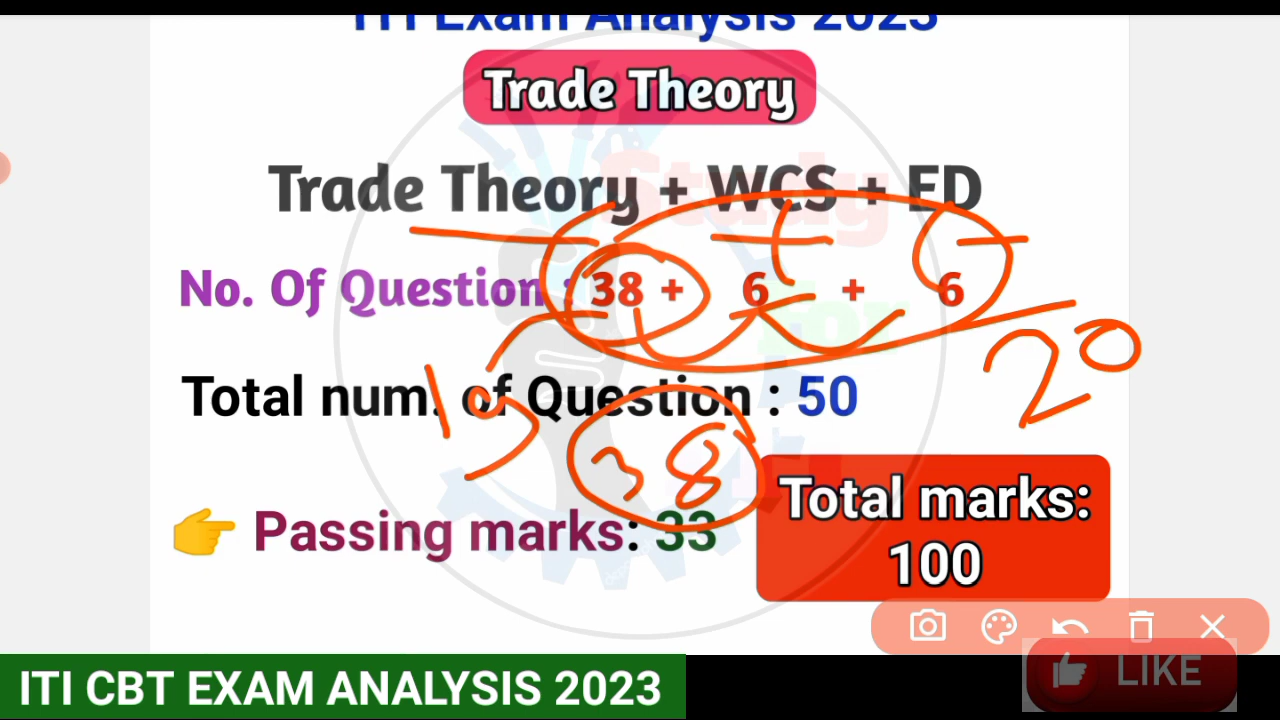 ITI Exam Analysis 2023
Trade Theory
Trade Theory + WCS + ED
No. Of Question : 38 + 6 + 6
20
Total num. of Question : 50
19
38
Passing marks: 33
Total marks:
100
ITI CBT EXAM ANALYSIS 2023
LIKE